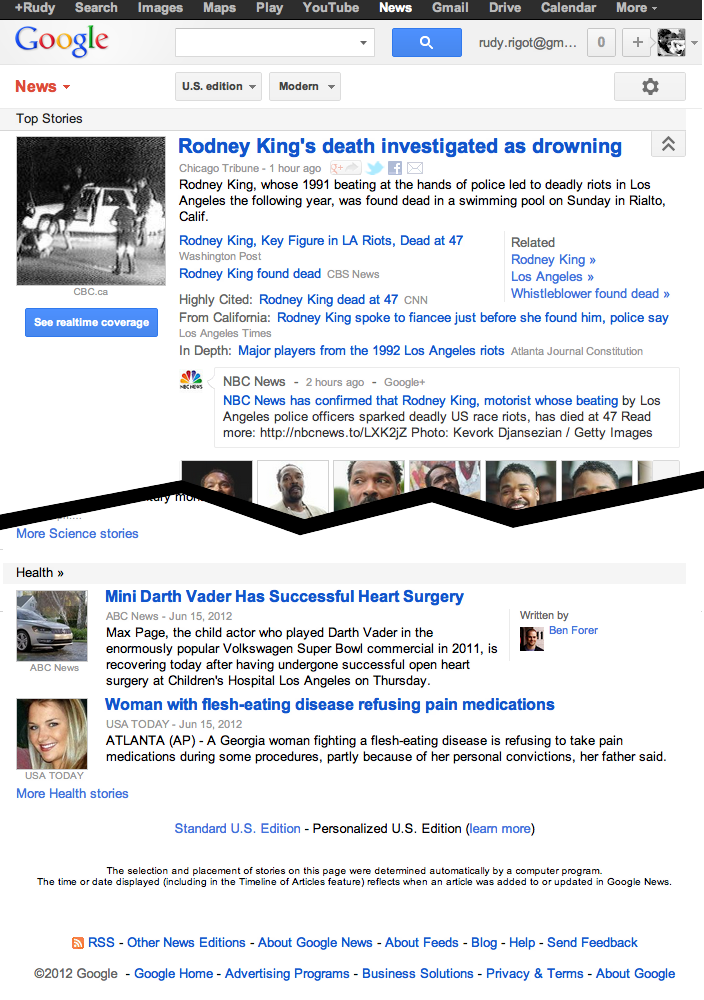 +Rudy Search Images Maps Play YouTube News Gmail Drive Calendar More
Google
rudy.rigot@gm... 0 +
News U.S. edition Modern
Top Stories
Rodney King's death investigated as drowning
Chicago Tribune - 1 hour ago
Rodney King, whose 1991 beating at the hands of police led to deadly riots in Los
Angeles the following year, was found dead in a swimming pool on Sunday in Rialto,
Calif.
CBC.ca
See realtime coverage
Rodney King, Key Figure in LA Riots, Dead at 47
Washington Post
Rodney King found dead CBS News
Related
Rodney King »
Los Angeles »
Whistleblower found dead »
Highly Cited: Rodney King dead at 47 CNN
From California: Rodney King spoke to fiancee just before she found him, police say
Los Angeles Times
In Depth: Major players from the 1992 Los Angeles riots Atlanta Journal Constitution
NBC NEWS
NBC News - 2 hours ago - Google+
NBC News has confirmed that Rodney King, motorist whose beating by Los
Angeles police officers sparked deadly US race riots, has died at 47 Read
more: http://nbcnews.to/LXK2jZ Photo: Kevork Djansezian / Getty Images
More Science stories
Health »
Mini Darth Vader Has Successful Heart Surgery
ABC News - Jun 15, 2012
Max Page, the child actor who played Darth Vader in the
enormously popular Volkswagen Super Bowl commercial in 2011, is
recovering today after having undergone successful open heart
surgery at Children's Hospital Los Angeles on Thursday.
ABC News
Written by
Ben Forer
Woman with flesh-eating disease refusing pain medications
USA TODAY - Jun 15, 2012
ATLANTA (AP) - A Georgia woman fighting a flesh-eating disease is refusing to take pain
medications during some procedures, partly because of her personal convictions, her father said.
USA TODAY
More Health stories
Standard U.S. Edition - Personalized U.S. Edition (learn more)
The selection and placement of stories on this page were determined automatically by a computer program.
The time or date displayed (including in the Timeline of Articles feature) reflects when an article was added to or updated in Google News.
RSS - Other News Editions - About Google News - About Feeds - Blog - Help - Send Feedback
©2012 Google - Google Home - Advertising Programs - Business Solutions - Privacy & Terms - About Google